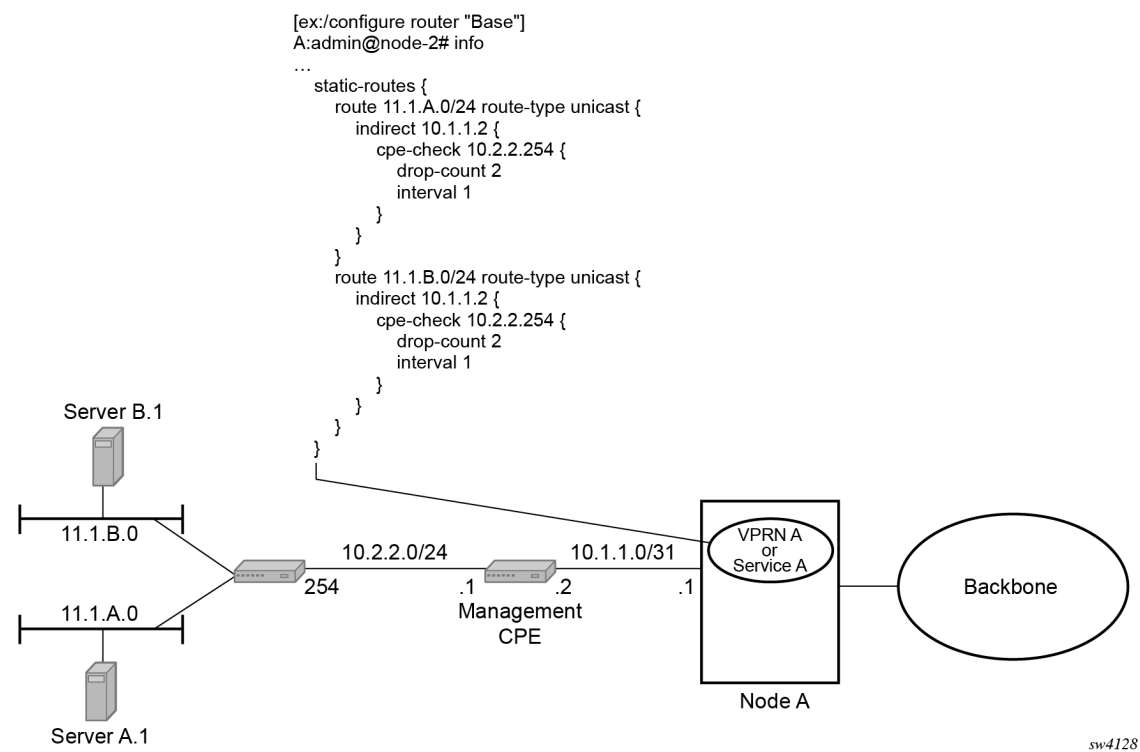 [ex:/configure router "Base"]
A:admin@node-2# info
…
static-routes {
route 11.1.A.0/24 route-type unicast {
indirect 10.1.1.2 {
cpe-check 10.2.2.254 {
drop-count 2
interval 1
}
}
}
route 11.1.B.0/24 route-type unicast {
indirect 10.1.1.2 {
cpe-check 10.2.2.254 {
drop-count 2
interval 1
}
}
}
}
Server B.1
11.1.B.0
11.1.A.0
Server A.1
254
10.2.2.0/24
.1
Management
CPE
.2
10.1.1.0/31
.1
VPRN A
or
Service A
Node A
Backbone
sw4128